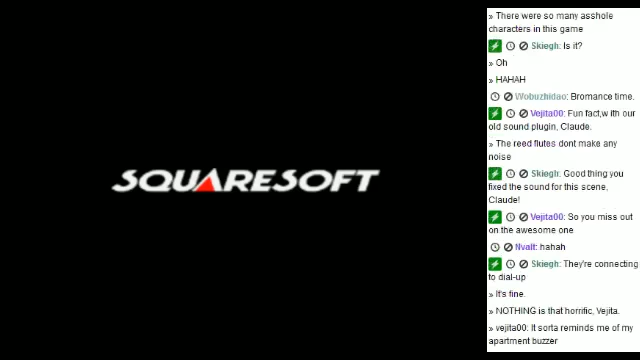 SQUARESOFT
» There were so many asshole
characters in this game
Skiegh: Is it?
» Oh
» HAHAH
Wobuzhidao: Bromance time.
Vejita00: Fun fact,with our
old sound plugin, Claude.
» The reed flutes dont make any
noise
Skiegh: Good thing you
fixed the sound for this scene,
Claude!
Vejita00: So you miss out
on the awesome one
Nvalt: hahah
Skiegh: They're connecting
to dial-up
» It's fine.
» NOTHING is that horrific, Vejita.
» vejita00: It sorta reminds me of my
apartment buzzer